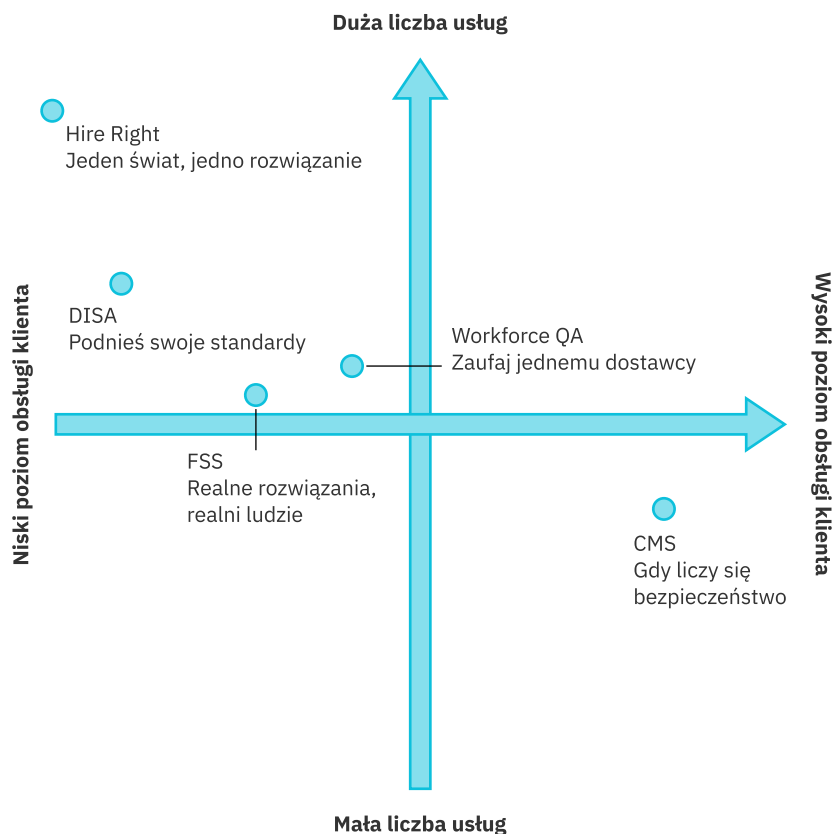 Duża liczba usług
Hire Right
Jeden świat, jedno rozwiązanie
DISA
Podnieś swoje standardy
Workforce QA
Zaufaj jednemu dostawcy
Niski poziom obsługi klienta
Wysoki poziom obsługi klienta
FSS
Realne rozwiązania,
realni ludzie
CMS
Gdy liczy się
bezpieczeństwo
Mała liczba usług